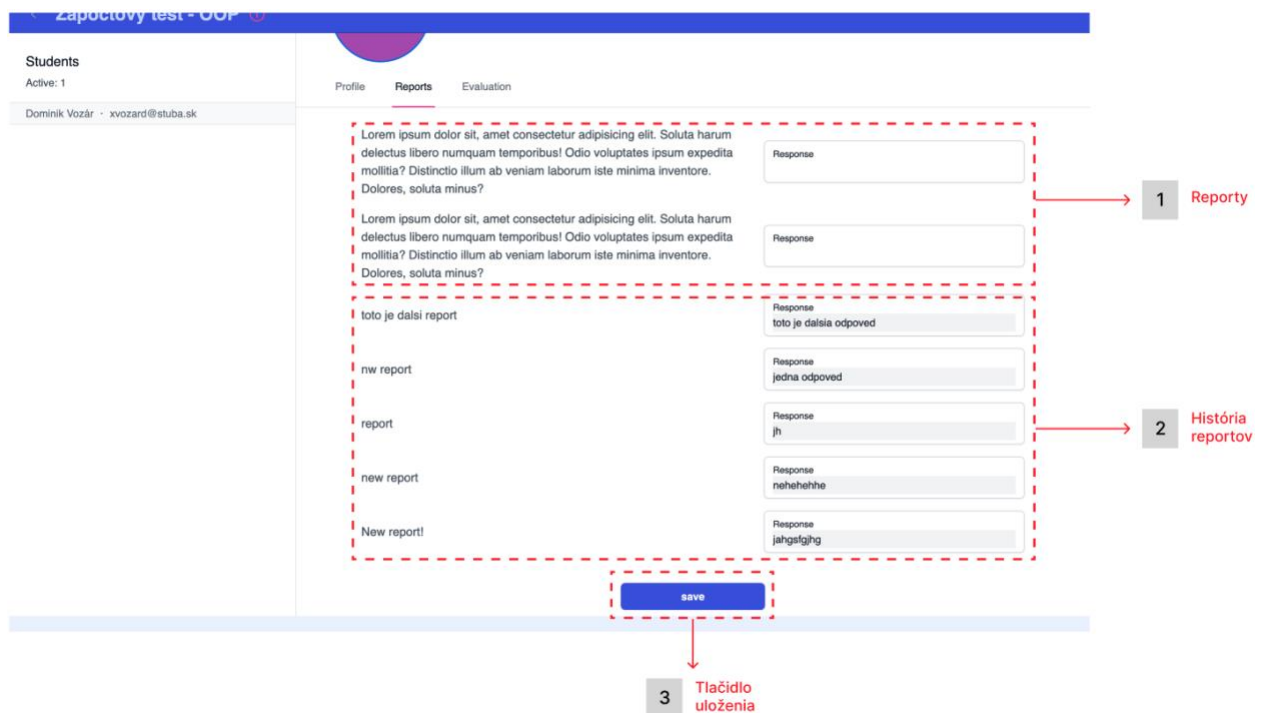 Zápočtový test - OOP
Students
Active: 1
Dominik Vozár · xvozard@stuba.sk
Profile Reports Evaluation
Lorem ipsum dolor sit, amet consectetur adipisicing elit. Soluta harum
delectus libero numquam temporibus! Odio voluptates ipsum expedita
mollitia? Distinctio illum ab veniam laborum iste minima inventore.
Dolores, soluta minus?
Response
Lorem ipsum dolor sit, amet consectetur adipisicing elit. Soluta harum
delectus libero numquam temporibus! Odio voluptates ipsum expedita
mollitia? Distinctio illum ab veniam laborum iste minima inventore.
Dolores, soluta minus?
Response
1 Reporty
toto je dalsi report
Response
toto je dalsia odpoved
nw report
Response
jedna odpoved
report
Response
jh
2 História
reportov
new report
Response
nehehehhe
New report!
Response
jahgsfgjhg
save
3 Tlačidlo
uloženia